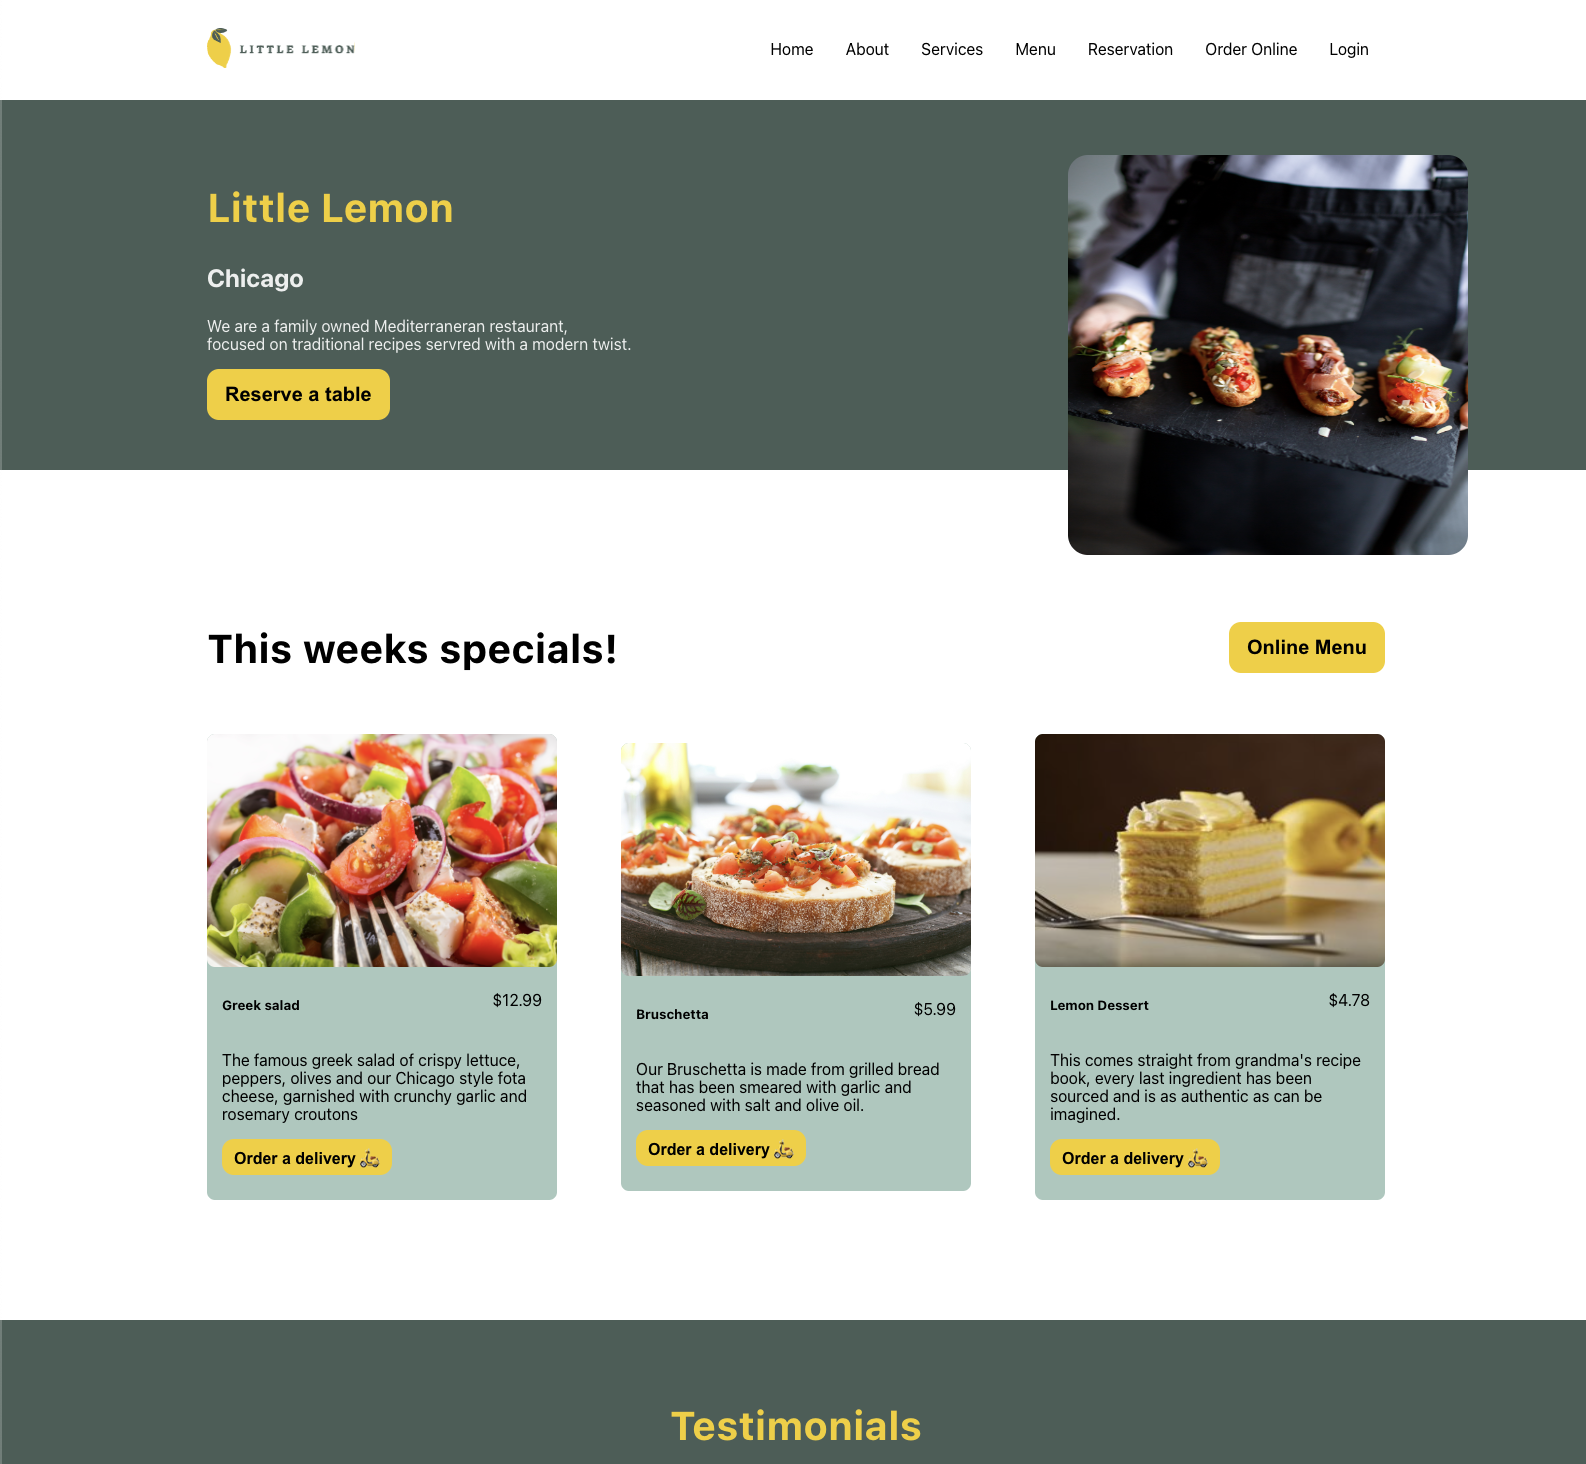 LITTLE LEMON
Home About Services Menu Reservation Order Online Login
Little Lemon
Chicago
We are a family owned Mediterraneran restaurant,
focused on traditional recipes servred with a modern twist.
Reserve a table
This weeks specials!
Online Menu
Greek salad $12.99
The famous greek salad of crispy lettuce,
peppers, olives and our Chicago style fota
cheese, garnished with crunchy garlic and
rosemary croutons
Order a delivery
Bruschetta $5.99
Our Bruschetta is made from grilled bread
that has been smeared with garlic and
seasoned with salt and olive oil.
Order a delivery
Lemon Dessert $4.78
This comes straight from grandma's recipe
book, every last ingredient has been
sourced and is as authentic as can be
imagined.
Order a delivery
Testimonials